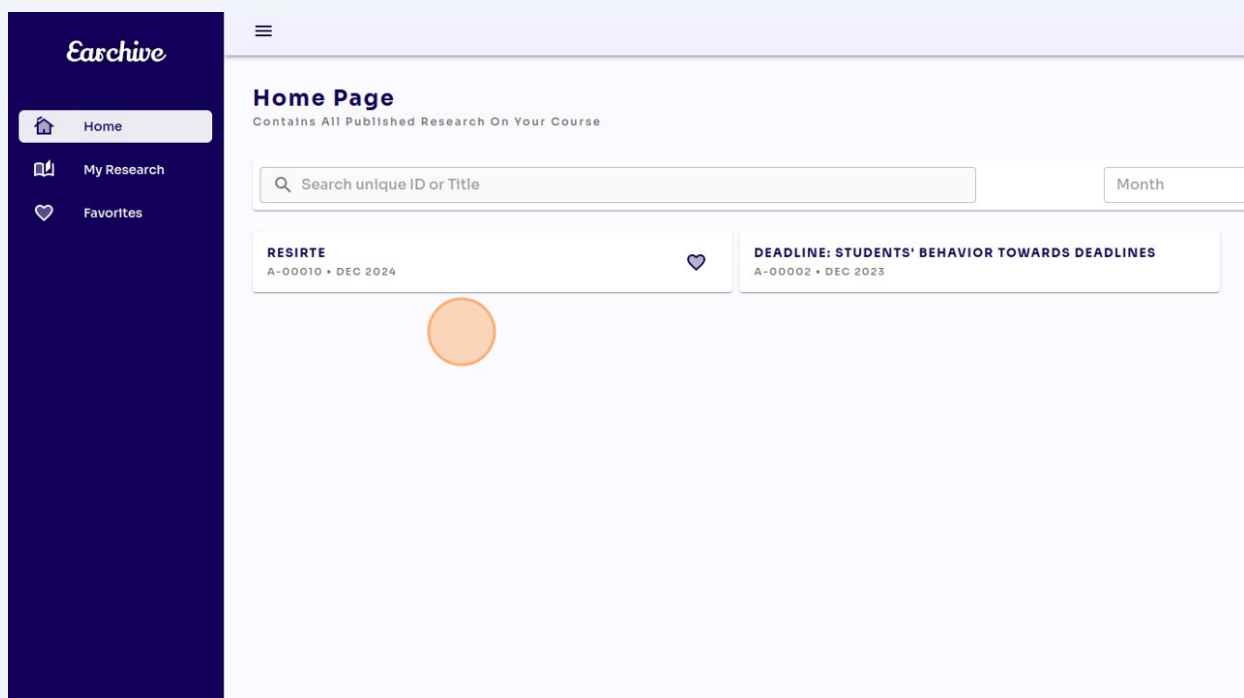 Earchive
Home
My Research
Favorites
Home Page
Contains All Published Research On Your Course
Search unique ID or Title
Month
RESIRTE
A-00010 • DEC 2024
DEADLINE: STUDENTS' BEHAVIOR TOWARDS DEADLINES
A-00002 • DEC 2023